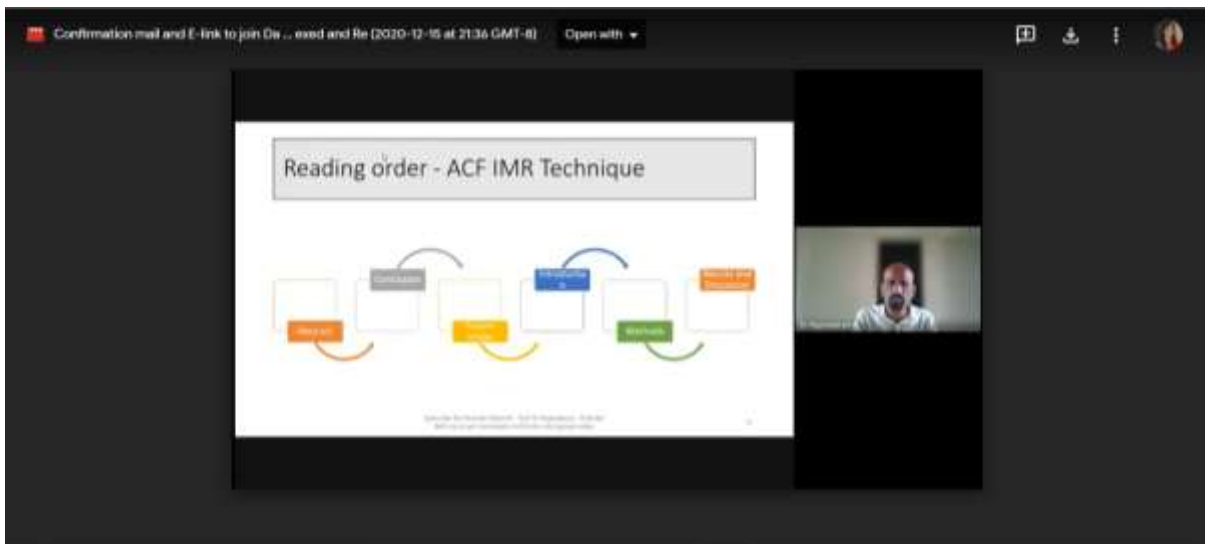 Confirmation mail and E-link to join Da ... exed and Re (2020-12-15 at 21:36 GMT-8)
Open with
Reading order - ACF IMR Technique
Conclusion
Introductio
n
Results and
Discussion
Abstract
Methods